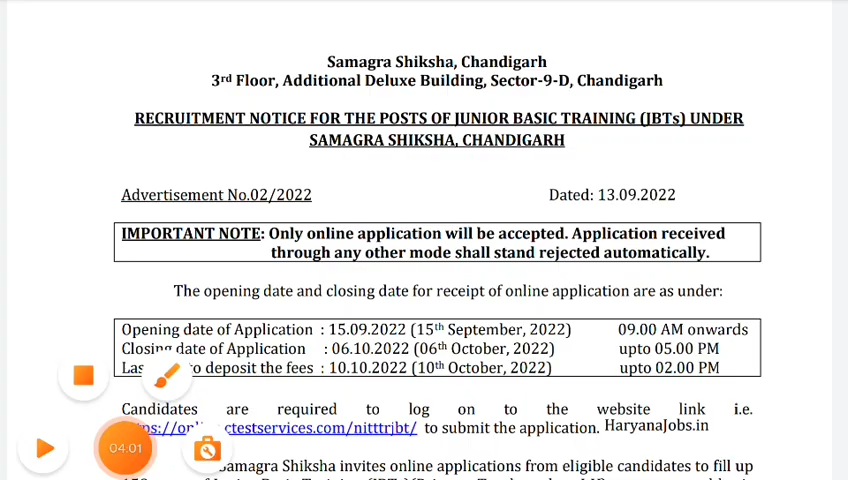 Samagra Shiksha, Chandigarh
3rd Floor, Additional Deluxe Building, Sector-9-D, Chandigarh
RECRUITMENT NOTICE FOR THE POSTS OF JUNIOR BASIC TRAINING (JBTs) UNDER
SAMAGRA SHIKSHA, CHANDIGARH
Advertisement No.02/2022 Dated: 13.09.2022
IMPORTANT NOTE: Only online application will be accepted. Application received
through any other mode shall stand rejected automatically.
The opening date and closing date for receipt of online application are as under:
Opening date of Application : 15.09.2022 (15th September, 2022) 09.00 AM onwards
Closing date of Application : 06.10.2022 (06th October, 2022) upto 05.00 PM
to deposit the fees : 10.10.2022 (10th October, 2022) upto 02.00 PM
Candidates are required to log on to the website link i.e.
ctestservices.com/nitttrjbt/ to submit the application. HaryanaJobs.in
04:01
Samagra Shiksha invites online applications from eligible candidates to fill up